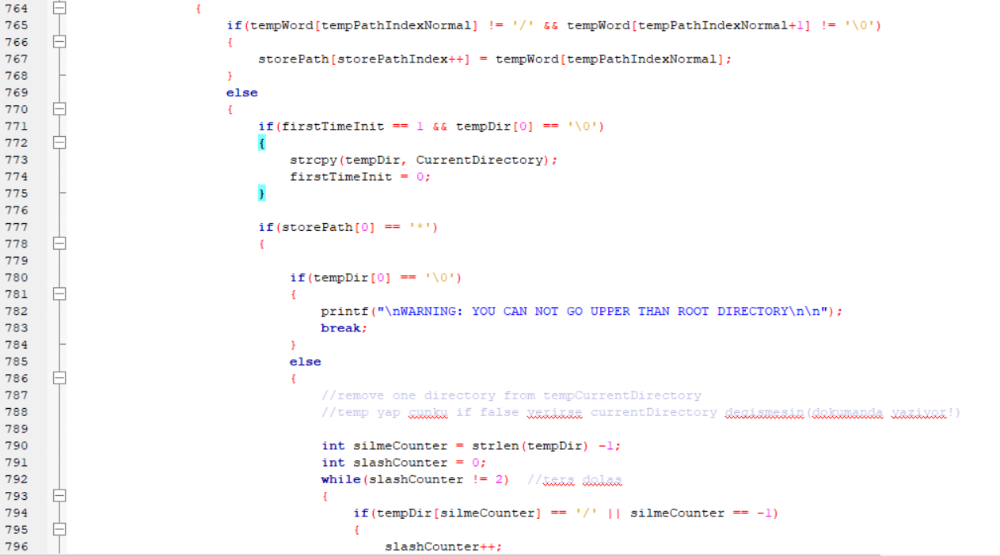 764 {
765 if(tempWord[tempPathIndexNormal] != '/' && tempWord[tempPathIndexNormal+1] != '\0')
766 {
767 storePath[storePathIndex++] = tempWord[tempPathIndexNormal];
768 }
769 else
770 {
771 if(firstTimeInit == 1 && tempDir[0] == '\0')
772 {
773 strcpy(tempDir, CurrentDirectory);
774 firstTimeInit = 0;
775 }
776
777 if(storePath[0] == '*')
778 {
779
780 if(tempDir[0] == '\0')
781 {
782 printf("\nWARNING: YOU CAN NOT GO UPPER THAN ROOT DIRECTORY\n\n");
783 break;
784 }
785 else
786 {
787 //remove one directory from tempCurrentDirectory
788 //temp yap cunku if false verirse currentDirectory degismesin(dokumanda yaziyor!)
789
790 int silmeCounter = strlen(tempDir) -1;
791 int slashCounter = 0;
792 while(slashCounter != 2) //ters dolas
793 {
794 if(tempDir[silmeCounter] == '/' || silmeCounter == -1)
795 {
796 slashCounter++;